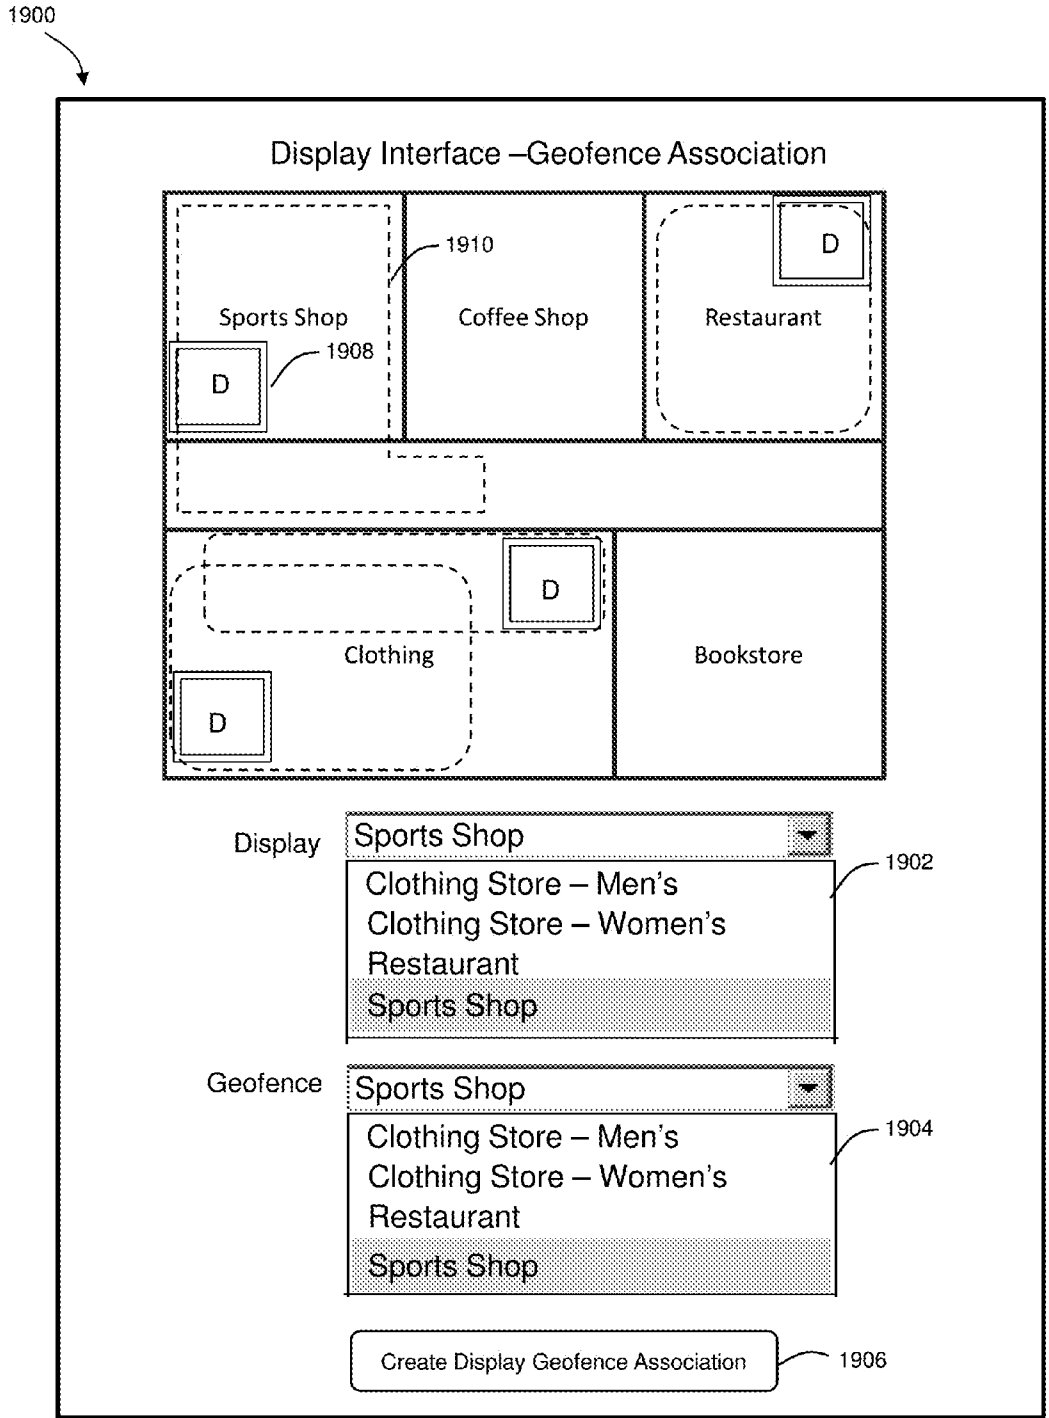 1900
Display Interface –Geofence Association
D
1910
Sports Shop
Coffee Shop
Restaurant
1908
D
D
Clothing
Bookstore
D
Display
Sports Shop
1902
Clothing Store – Men's
Clothing Store – Women's
Restaurant
Sports Shop
Geofence
Sports Shop
1904
Clothing Store – Men's
Clothing Store – Women's
Restaurant
Sports Shop
Create Display Geofence Association
1906